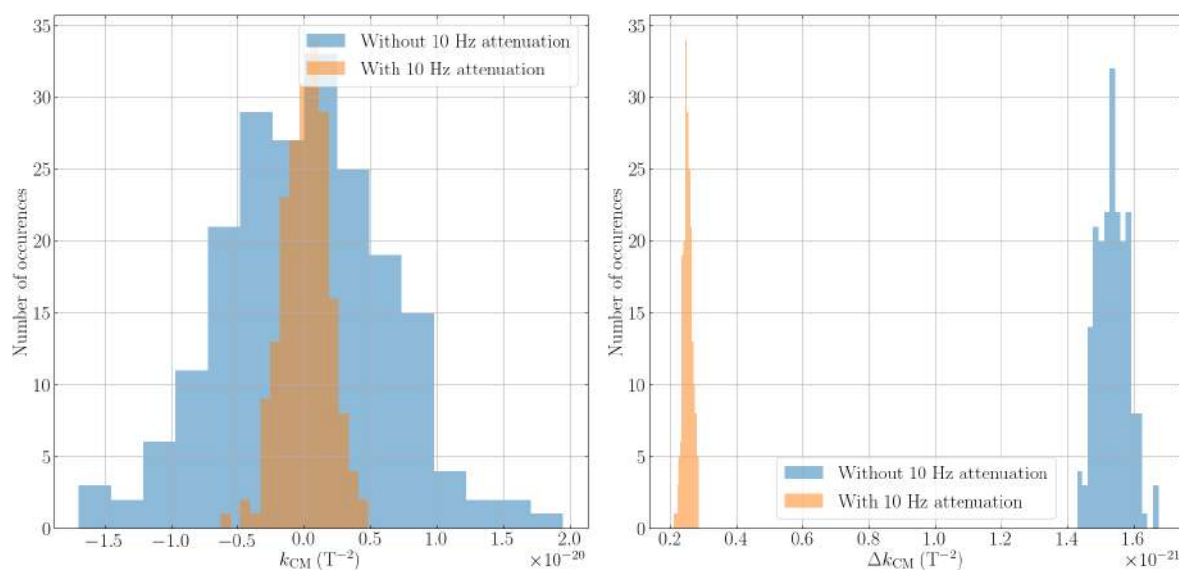 35
30
25
20
15
10
5
0
Number of occurences
Without 10 Hz attenuation
With 10 Hz attenuation
−1.5 −1.0 −0.5 0.0 0.5 1.0 1.5 2.0
k_CM (T⁻²)
×10⁻²⁰
35
30
25
20
15
10
5
0
Number of occurences
Without 10 Hz attenuation
With 10 Hz attenuation
0.2 0.4 0.6 0.8 1.0 1.2 1.4 1.6
Δk_CM (T⁻²)
×10⁻²¹